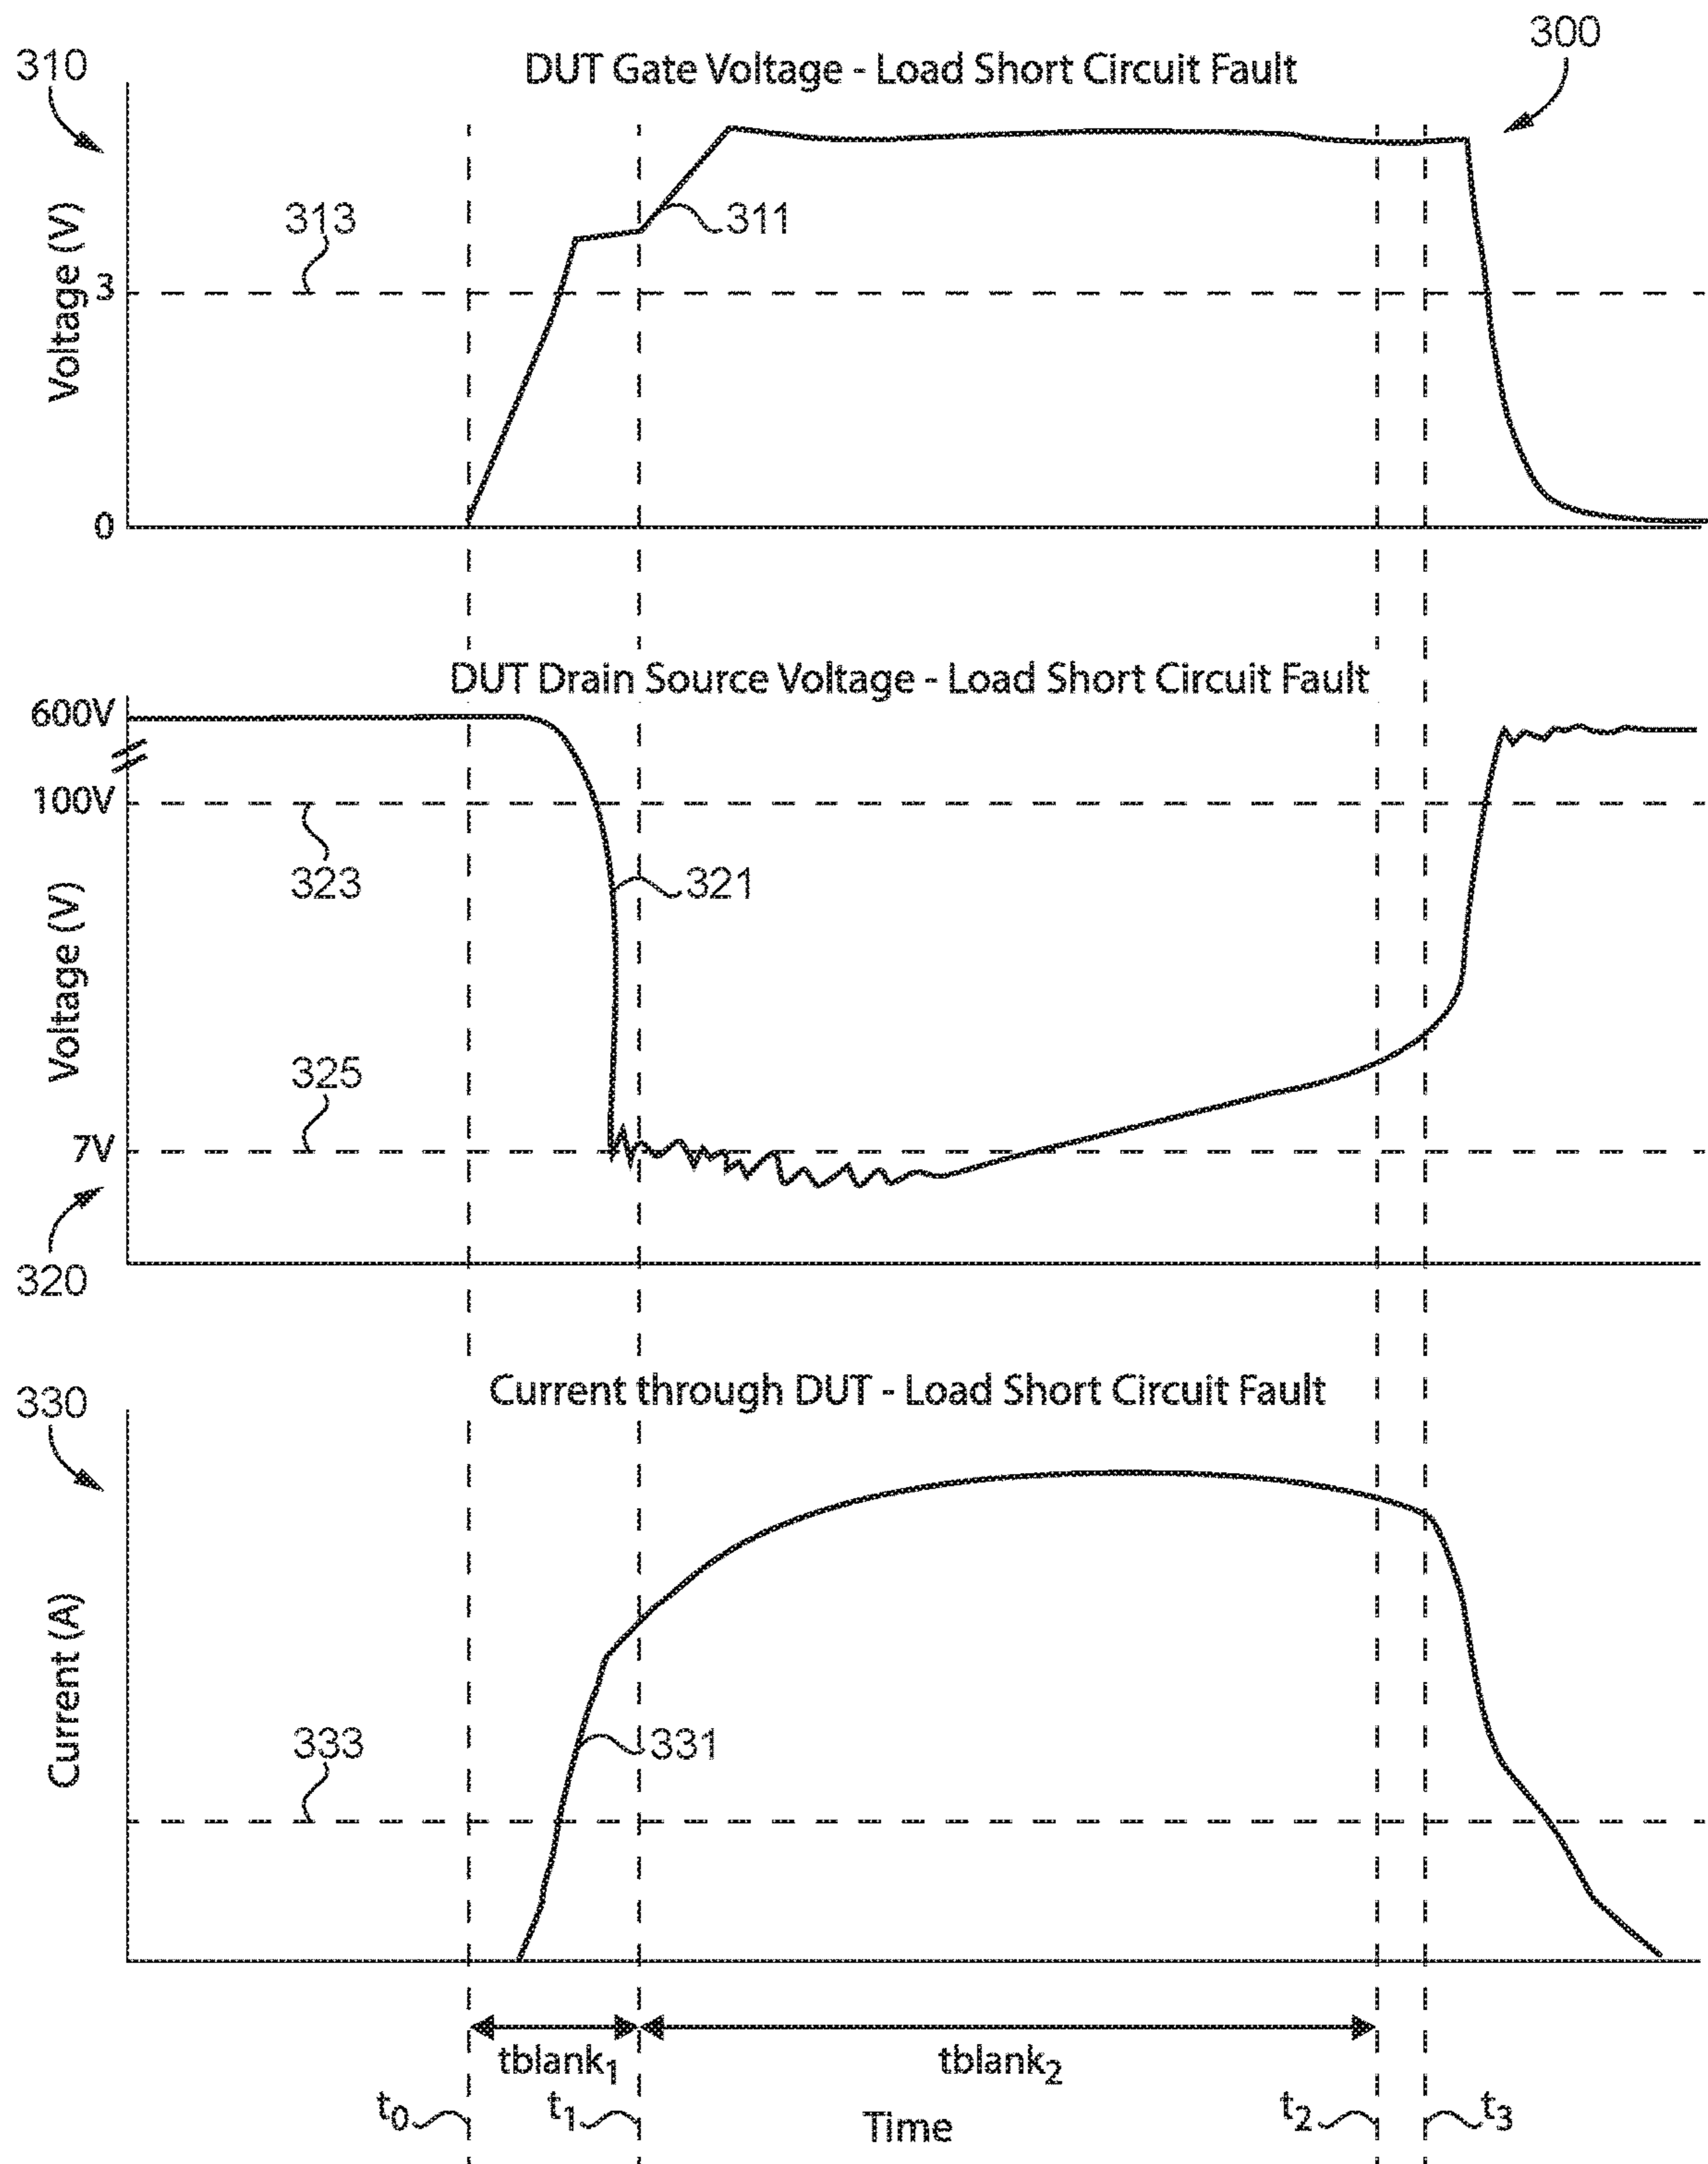 310
DUT Gate Voltage - Load Short Circuit Fault
300
Voltage (V)
313
311
3
0
DUT Drain Source Voltage - Load Short Circuit Fault
600V
100V
323
321
Voltage (V)
325
7V
320
330
Current through DUT - Load Short Circuit Fault
Current (A)
333
331
tblank1
tblank2
t0
t1
Time
t2
t3